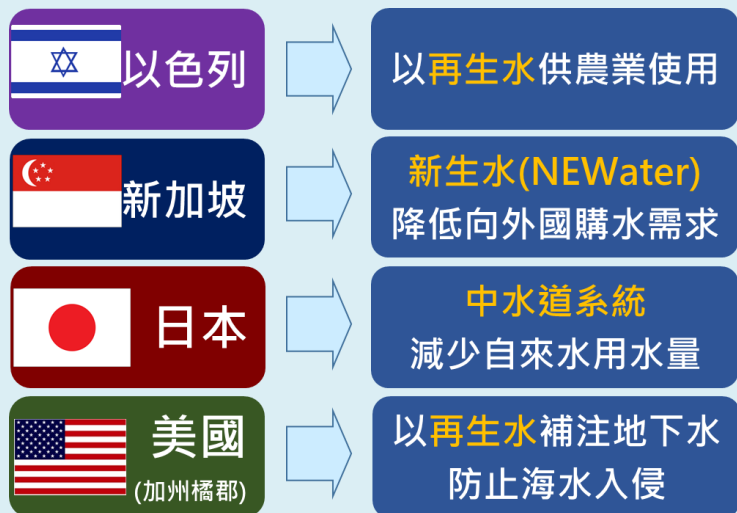 以色列
以再生水供農業使用
新加坡
新生水(NEWater)
降低向外國購水需求
日本
中水道系統
減少自來水用水量
美國
(加州橘郡)
以再生水補注地下水
防止海水入侵